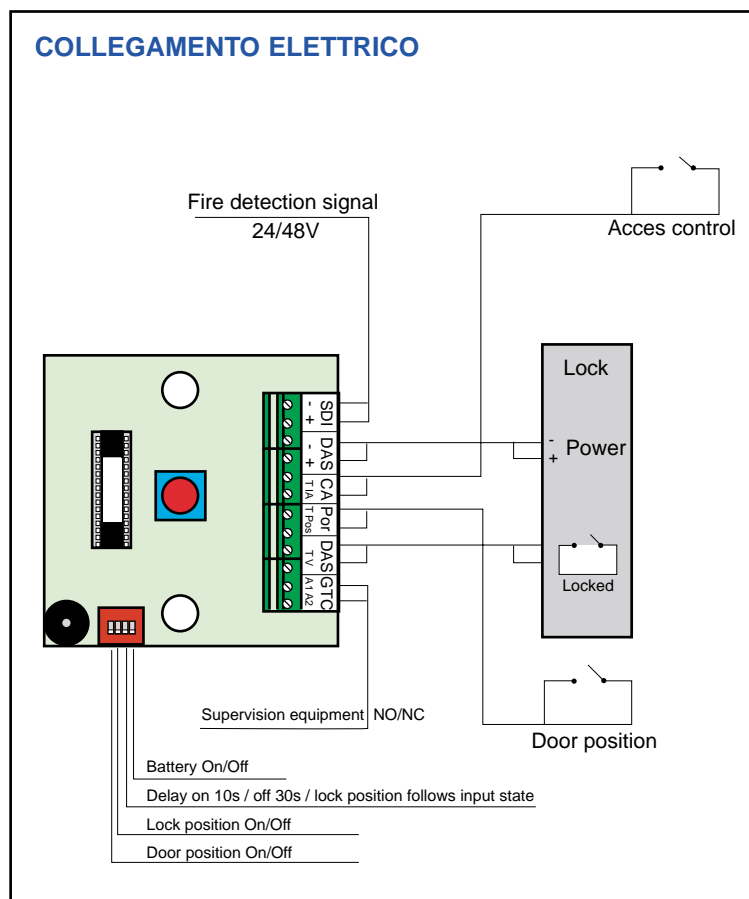 COLLEGAMENTO ELETTRICO
Fire detection signal
24/48V
Acces control
Lock
- Power
+
SDI
- +
DAS
- +
CA
T IA
Por
T Pos
DAS
T V
GTC
A1 A2
Locked
Door position
Supervision equipment NO/NC
Battery On/Off
Delay on 10s / off 30s / lock position follows input state
Lock position On/Off
Door position On/Off